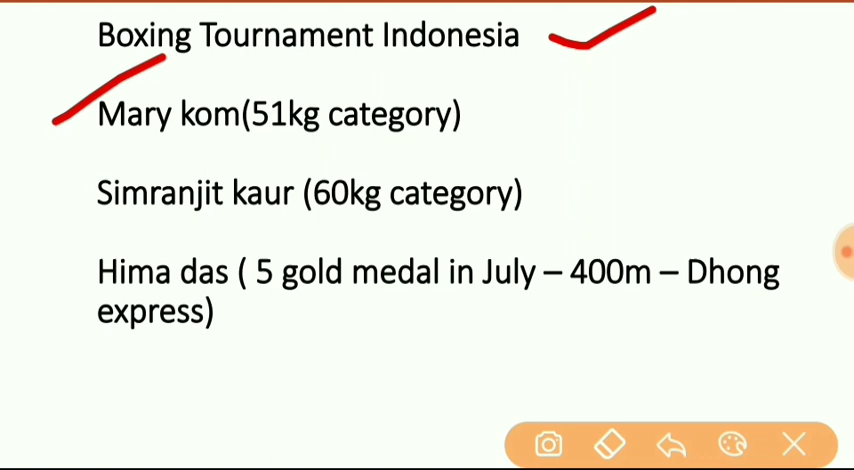 Boxing Tournament Indonesia
Mary kom(51kg category)
Simranjit kaur (60kg category)
Hima das ( 5 gold medal in July – 400m – Dhong
express)